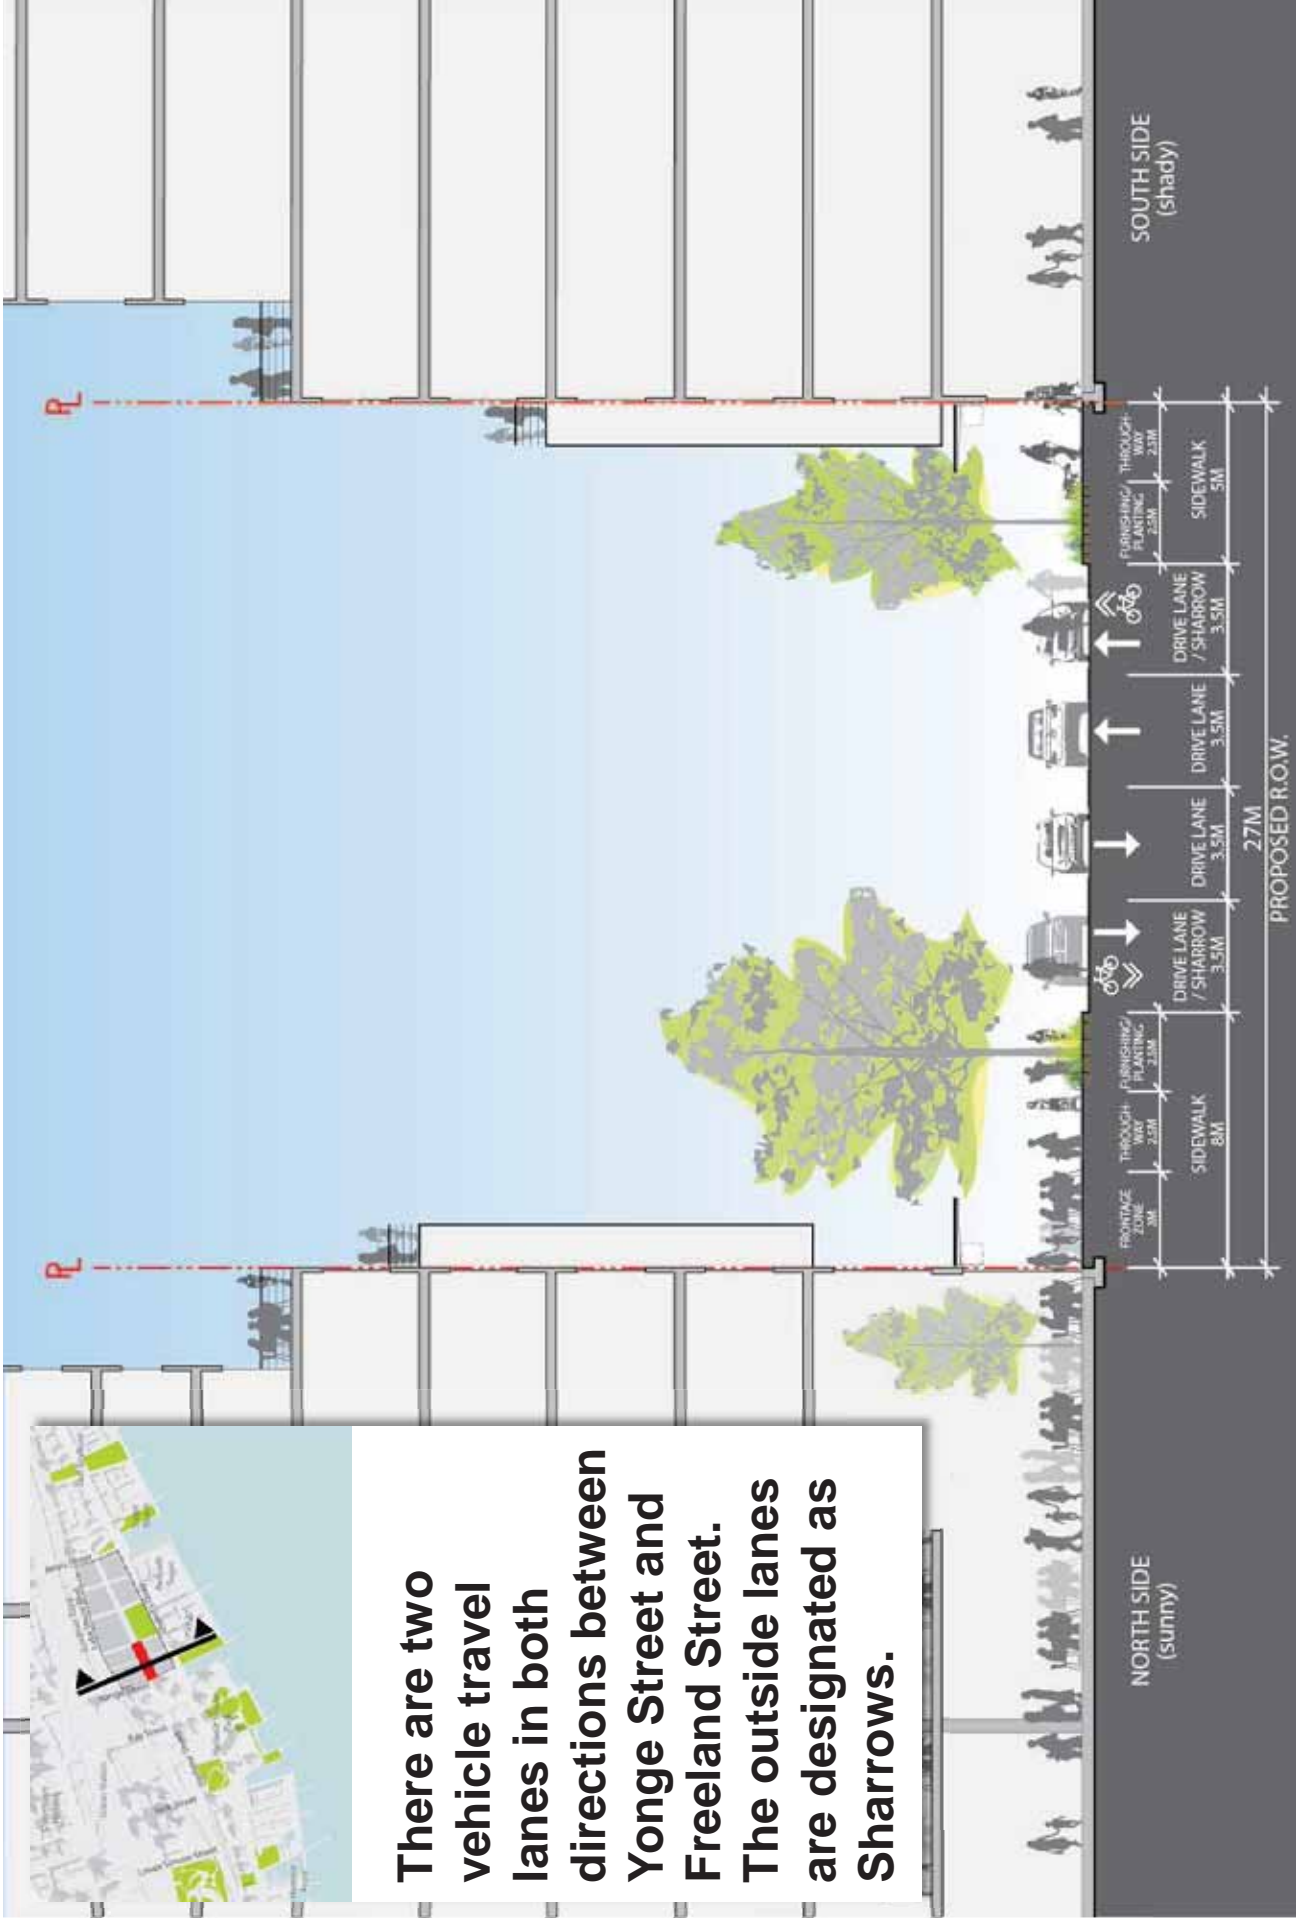 There are two
vehicle travel
lanes in both
directions between
Yonge Street and
Freeland Street.
The outside lanes
are designated as
Sharrows.
PL
PL
FRONTAGE
ZONE
3M
THROUGH-
WAY
2.5M
FURNISHING/
PLANTING
2.5M
FURNISHING/
PLANTING
2.5M
THROUGH-
WAY
2.5M
SIDEWALK
8M
DRIVE LANE
/ SHARROW
3.5M
DRIVE LANE
3.5M
DRIVE LANE
3.5M
DRIVE LANE
/ SHARROW
3.5M
SIDEWALK
5M
27M
PROPOSED R.O.W.
NORTH SIDE
(sunny)
SOUTH SIDE
(shady)